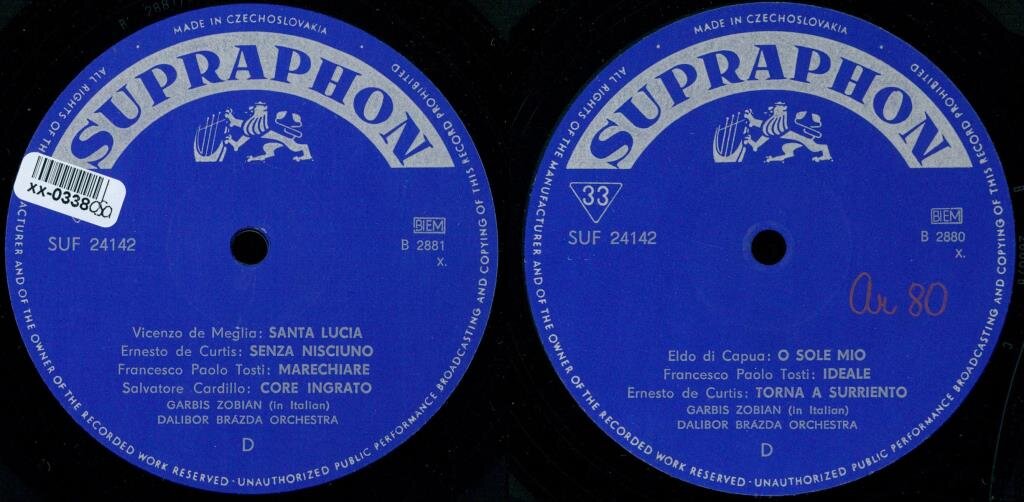 MADE IN CZECHOSLOVAKIA
SUPRAPHON
ALL RIGHTS OF THE MANUFACTURER AND OF THE OWNER OF THE RECORDED WORK RESERVED · UNAUTHORIZED PUBLIC PERFORMANCE BROADCASTING AND COPYING OF THIS RECORD PROHIBITED
xx-0338
SUF 24142
BIEM
B 2881
X.
Vicenzo de Meglia: SANTA LUCIA
Ernesto de Curtis: SENZA NISCIUNO
Francesco Paolo Tosti: MARECHIARE
Salvatore Cardillo: CORE INGRATO
GARBIS ZOBIAN (in Italian)
DALIBOR BRÁZDA ORCHESTRA
D
MADE IN CZECHOSLOVAKIA
SUPRAPHON
ALL RIGHTS OF THE MANUFACTURER AND OF THE OWNER OF THE RECORDED WORK RESERVED · UNAUTHORIZED PUBLIC PERFORMANCE BROADCASTING AND COPYING OF THIS RECORD PROHIBITED
33
SUF 24142
BIEM
B 2880
X.
Ar 80
Eldo di Capua: O SOLE MIO
Francesco Paolo Tosti: IDEALE
Ernesto de Curtis: TORNA A SURRIENTO
GARBIS ZOBIAN (in Italian)
DALIBOR BRÁZDA ORCHESTRA
D